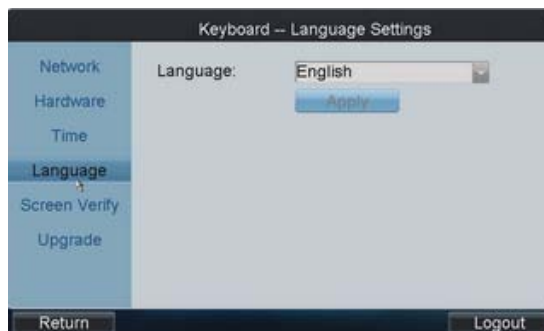 Keyboard -- Language Settings
Network
Hardware
Time
Language
Screen Verify
Upgrade
Language: English
Apply
Return
Logout